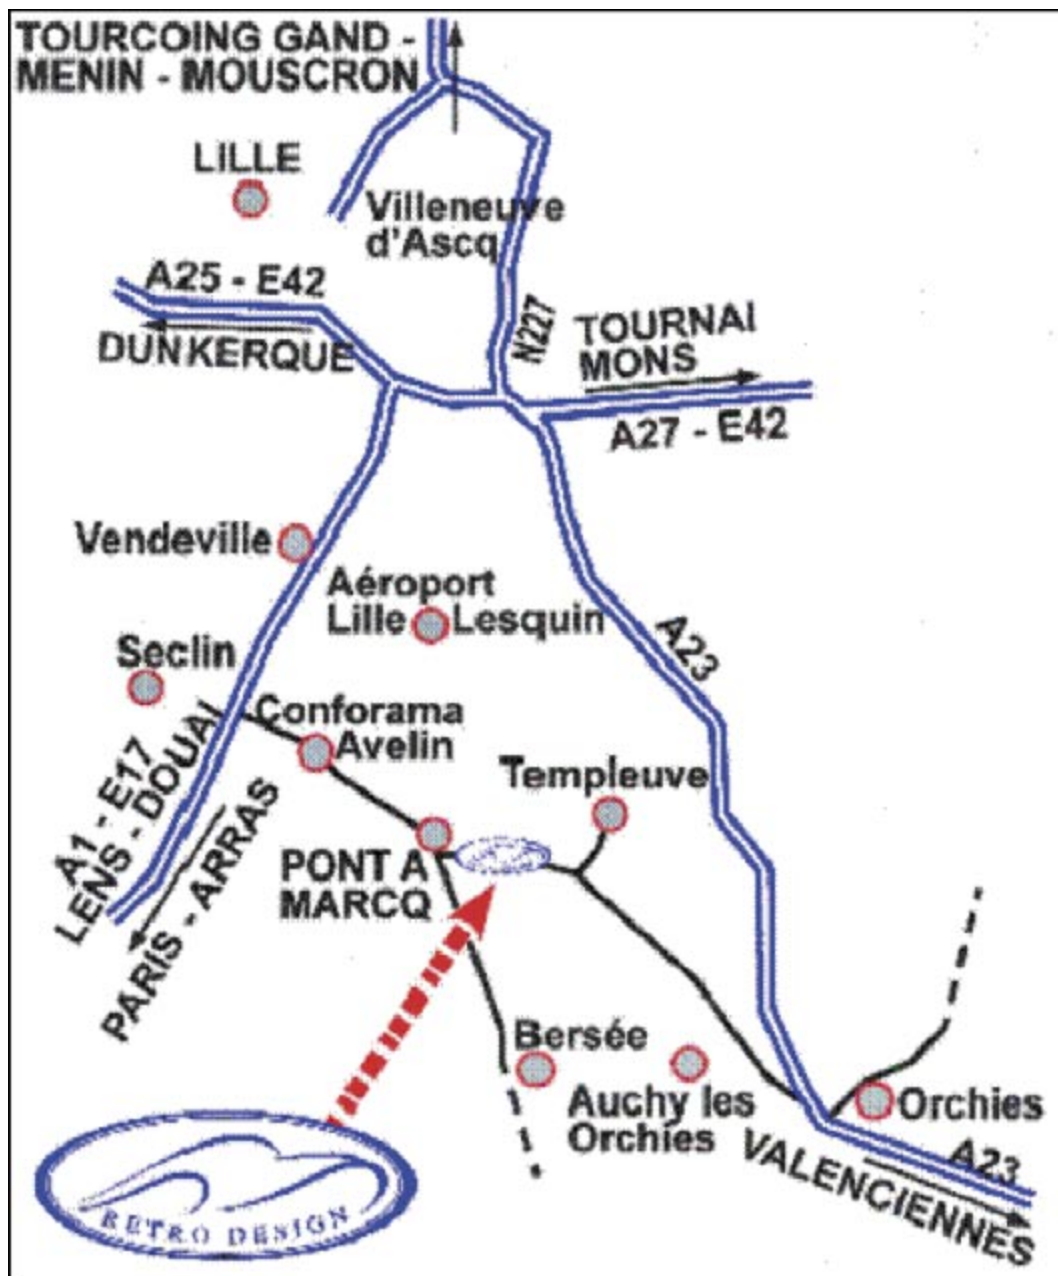 TOURCOING GAND -
MENIN - MOUSCRON
LILLE
Villeneuve
d'Ascq
A25 - E42
DUNKERQUE
N227
TOURNAI
MONS
A27 - E42
Vendeville
Aéroport
Lille Lesquin
A23
Seclin
Conforama
Avelin
Templeuve
A1 - E17
LENS - DOUAI
PARIS - ARRAS
PONT A
MARCQ
Bersée
Auchy les
Orchies
Orchies
A23
VALENCIENNES
RETRO DESIGN